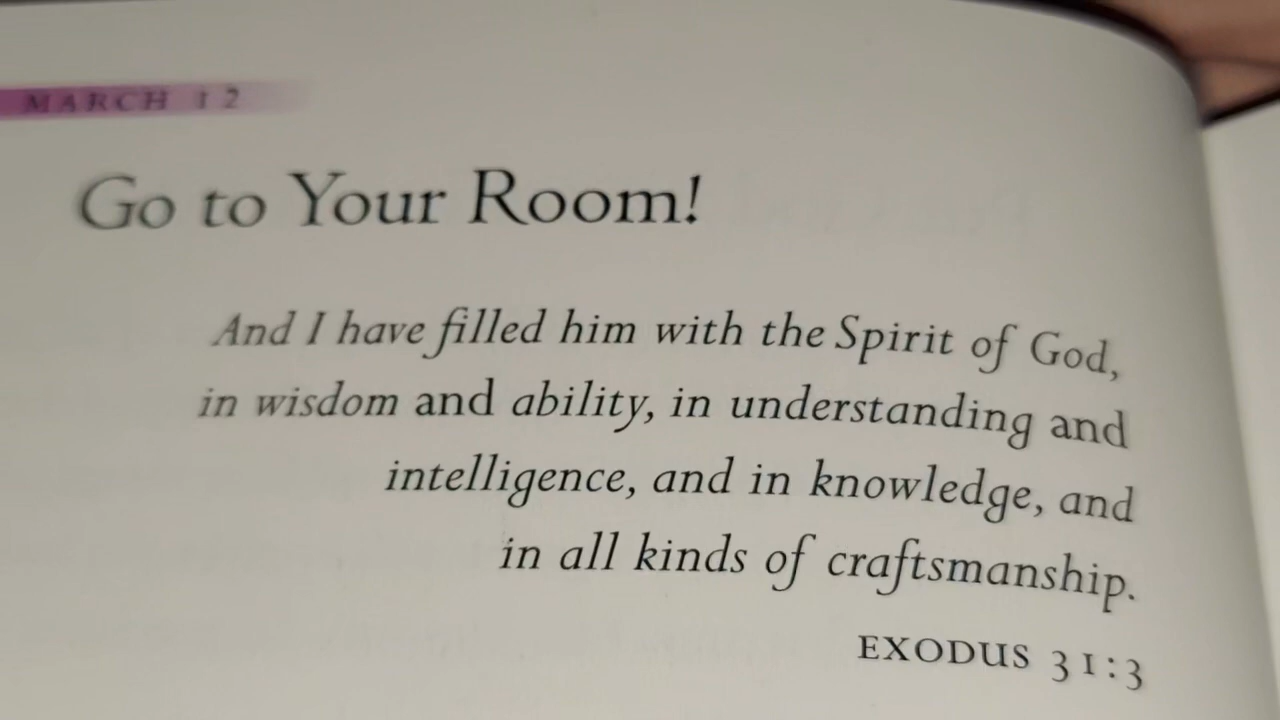 MARCH 12
Go to Your Room!
And I have filled him with the Spirit of God,
in wisdom and ability, in understanding and
intelligence, and in knowledge, and
in all kinds of craftsmanship.
EXODUS 31:3